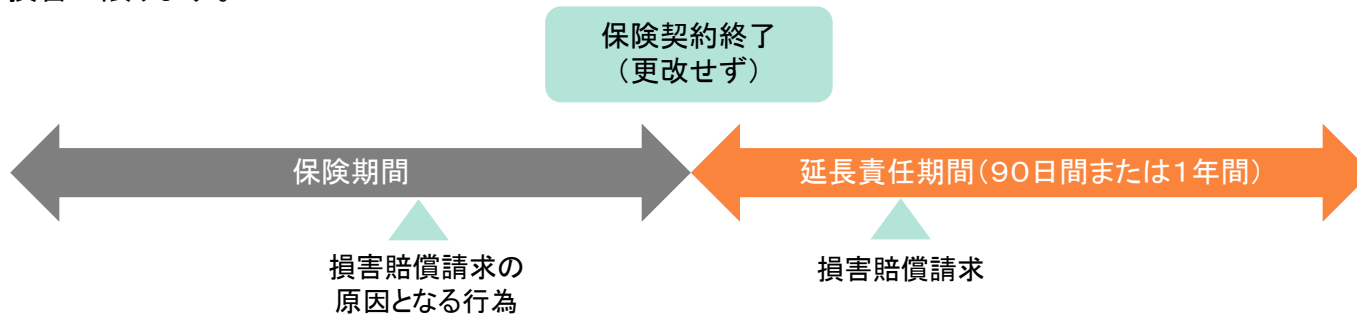 保険契約終了
（更改せず）
保険期間
延長責任期間（９０日間または１年間）
損害賠償請求の
原因となる行為
損害賠償請求